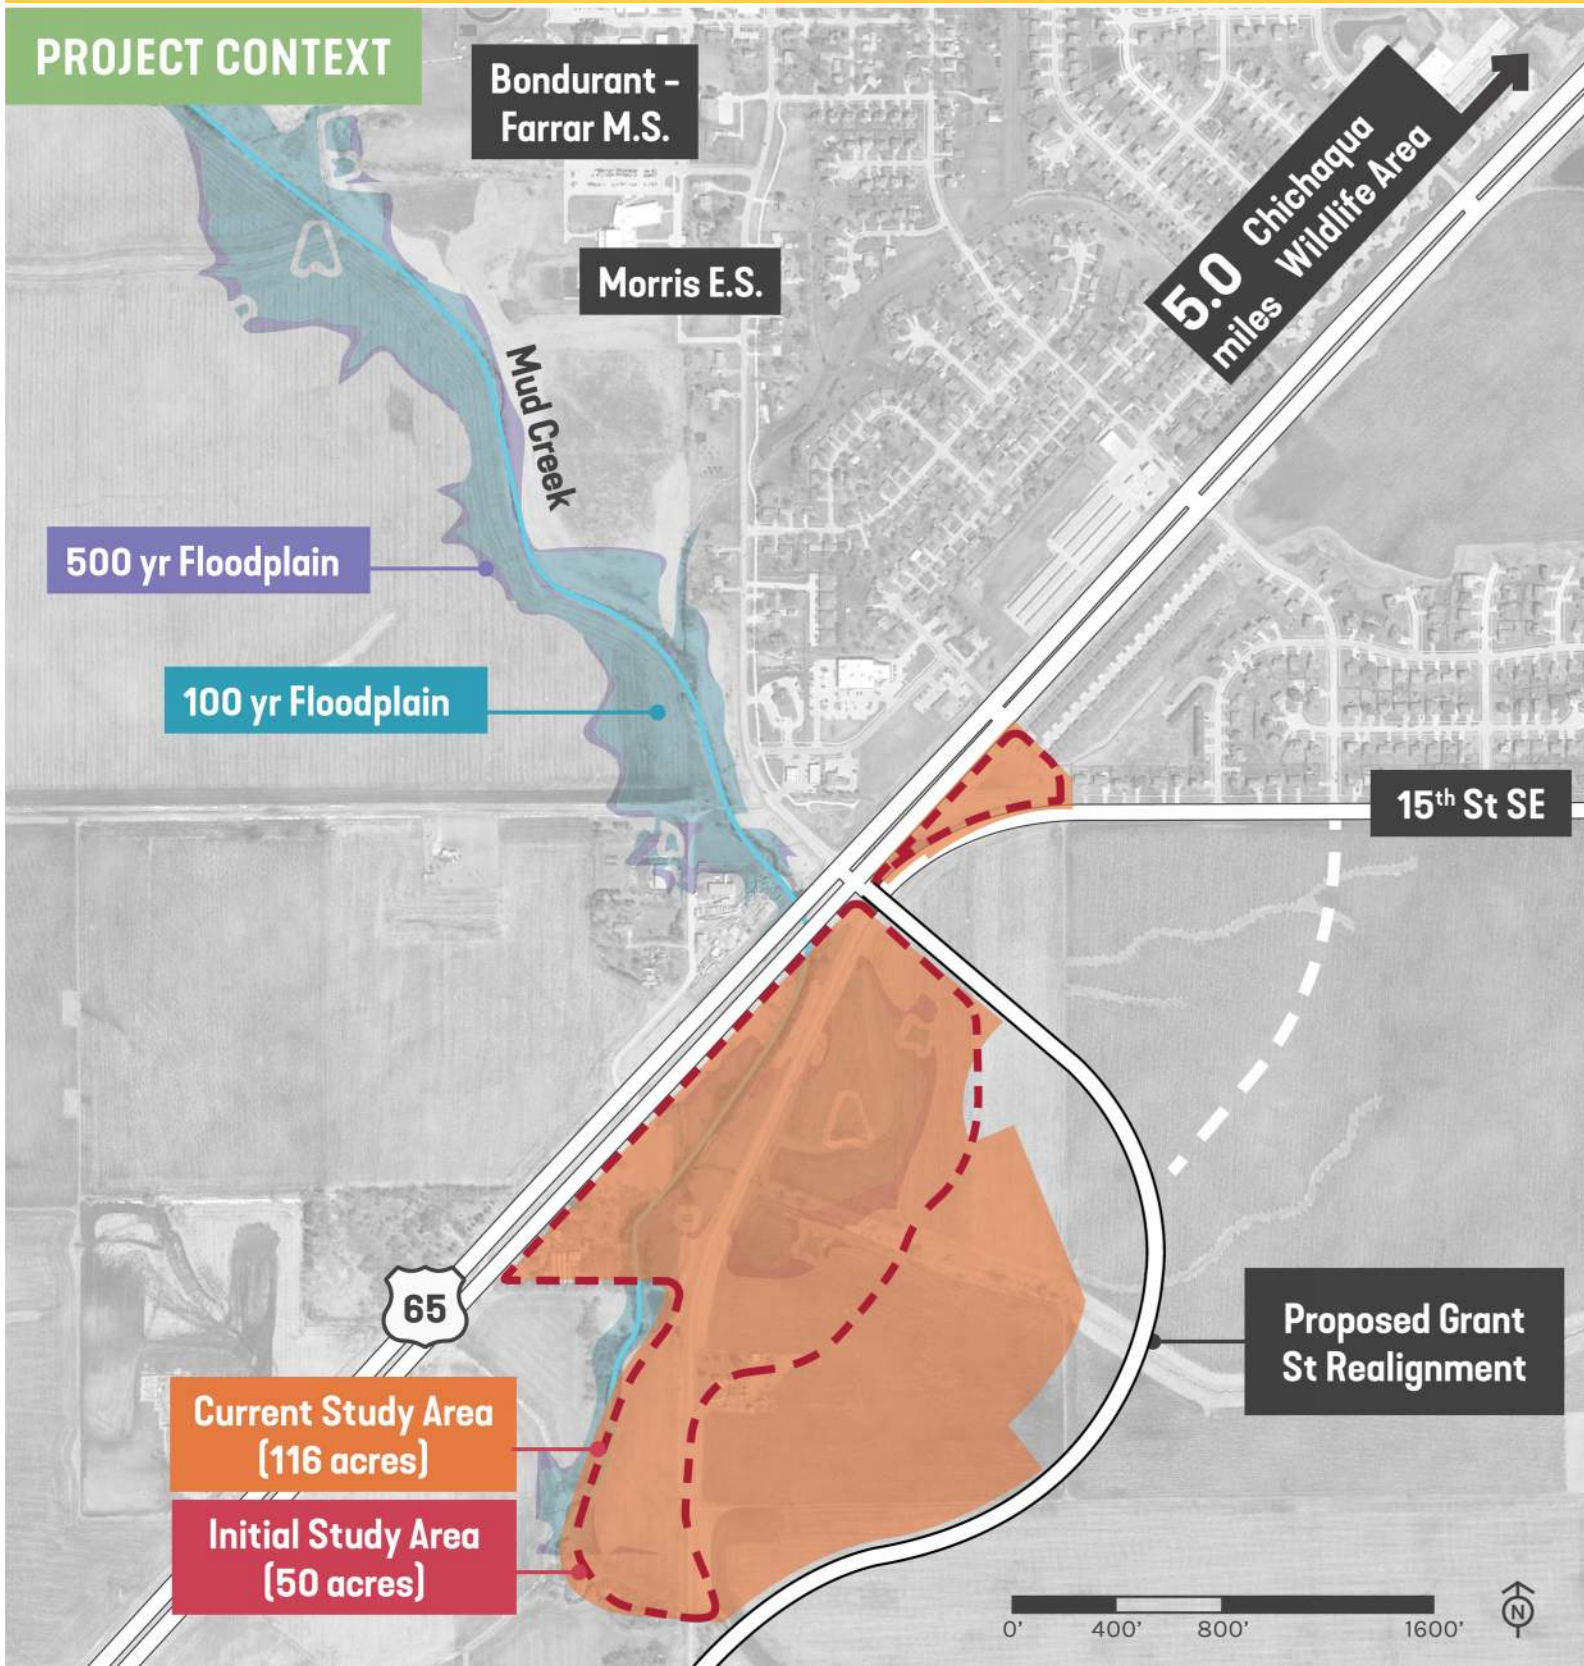 PROJECT CONTEXT
Bondurant -
Farrar M.S.
Morris E.S.
5.0 miles
Chichaqua
Wildlife Area
Mud Creek
500 yr Floodplain
100 yr Floodplain
15th St SE
65
Proposed Grant
St Realignment
Current Study Area
(116 acres)
Initial Study Area
(50 acres)
0' 400' 800' 1600'
N